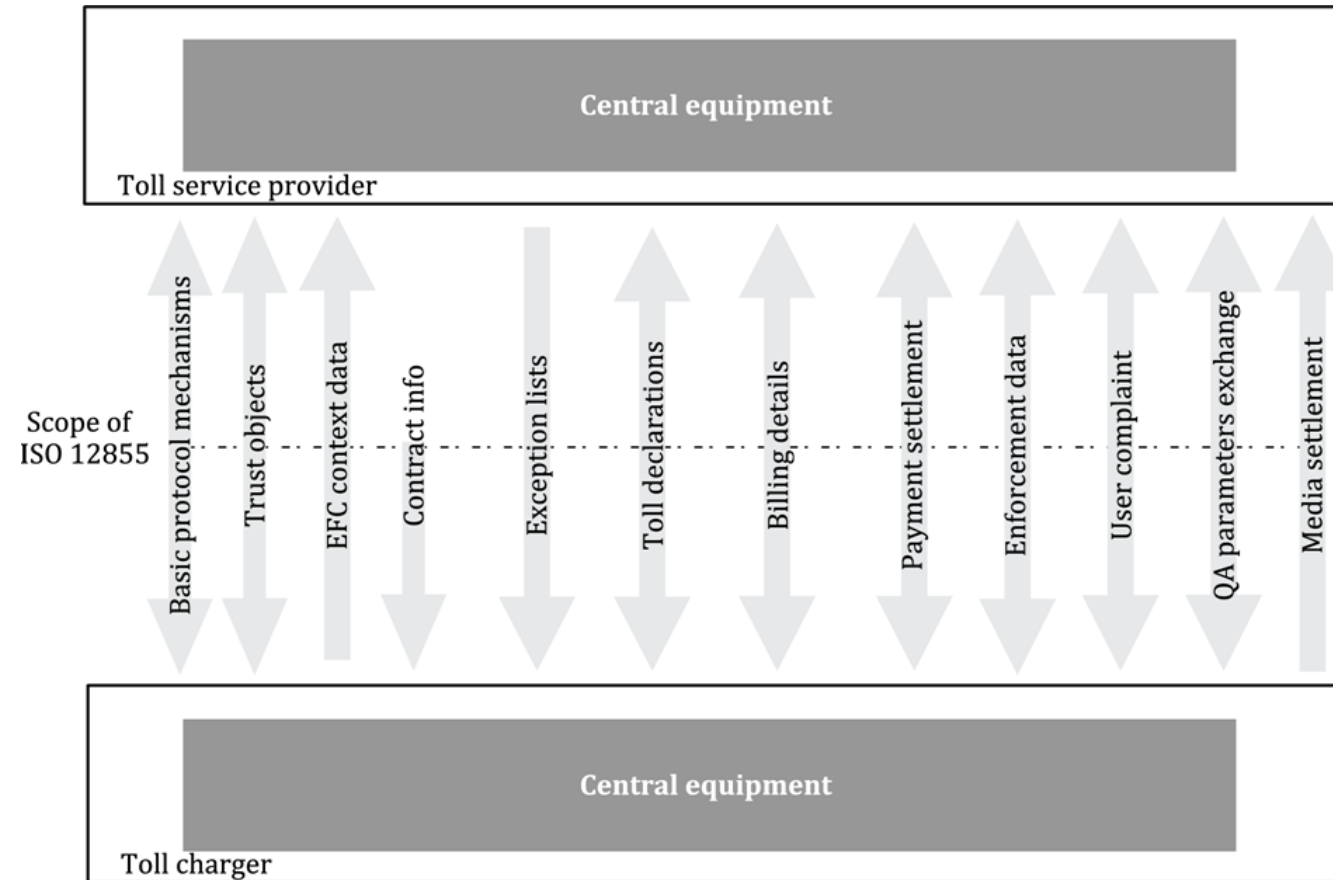 Central equipment
Toll service provider
Basic protocol mechanisms
Trust objects
EFC context data
Contract info
Exception lists
Toll declarations
Billing details
Payment settlement
Enforcement data
User complaint
QA parameters exchange
Media settlement
Scope of
ISO 12855
Central equipment
Toll charger